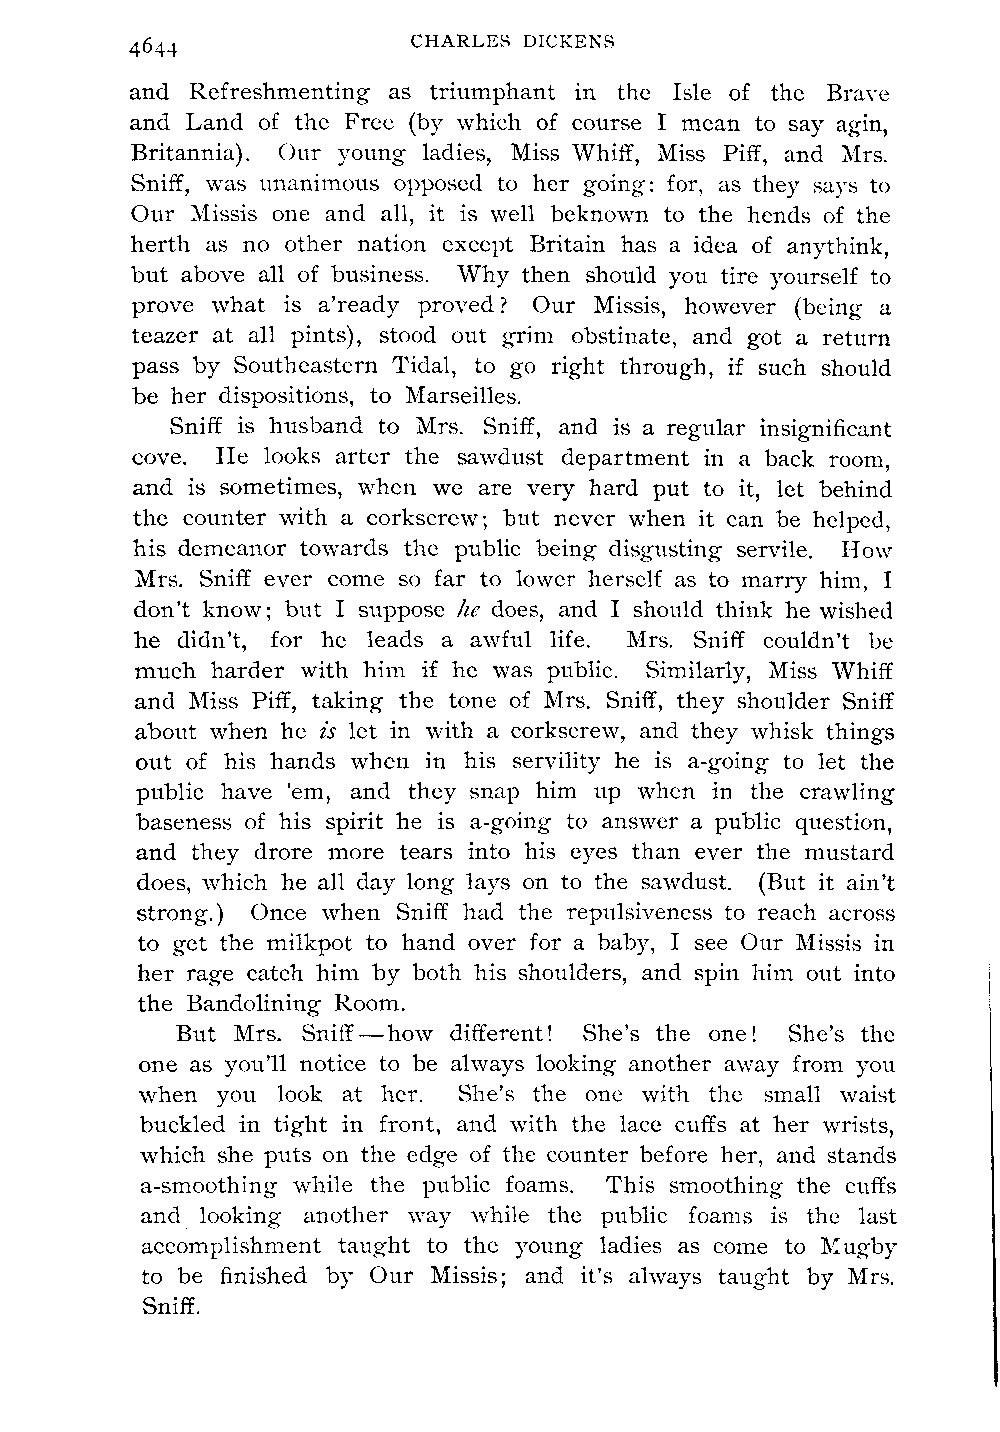 4644
CHARLES DICKENS
and Refreshmenting as triumphant in the Isle of the Brave
and Land of the Free (by which of course I mean to say agin,
Britannia). Our young ladies, Miss Whiff, Miss Piff, and Mrs.
Sniff, was unanimous opposed to her going: for, as they says to
Our Missis one and all, it is well beknown to the hends of the
herth as no other nation except Britain has a idea of anythink,
but above all of business. Why then should you tire yourself to
prove what is a'ready proved? Our Missis, however (being a
teazer at all pints), stood out grim obstinate, and got a return
pass by Southeastern Tidal, to go right through, if such should
be her dispositions, to Marseilles.
Sniff is husband to Mrs. Sniff, and is a regular insignificant
cove. He looks arter the sawdust department in a back room,
and is sometimes, when we are very hard put to it, let behind
the counter with a corkscrew; but never when it can be helped,
his demeanor towards the public being disgusting servile. How
Mrs. Sniff ever come so far to lower herself as to marry him, I
don't know; but I suppose he does, and I should think he wished
he didn't, for he leads a awful life. Mrs. Sniff couldn't be
much harder with him if he was public. Similarly, Miss Whiff
and Miss Piff, taking the tone of Mrs. Sniff, they shoulder Sniff
about when he is let in with a corkscrew, and they whisk things
out of his hands when in his servility he is a-going to let the
public have 'em, and they snap him up when in the crawling
baseness of his spirit he is a-going to answer a public question,
and they drore more tears into his eyes than ever the mustard
does, which he all day long lays on to the sawdust. (But it ain't
strong.) Once when Sniff had the repulsiveness to reach across
to get the milkpot to hand over for a baby, I see Our Missis in
her rage catch him by both his shoulders, and spin him out into
the Bandolining Room.
But Mrs. Sniff—how different! She's the one! She's the
one as you'll notice to be always looking another away from you
when you look at her. She's the one with the small waist
buckled in tight in front, and with the lace cuffs at her wrists,
which she puts on the edge of the counter before her, and stands
a-smoothing while the public foams. This smoothing the cuffs
and looking another way while the public foams is the last
accomplishment taught to the young ladies as come to Mugby
to be finished by Our Missis; and it's always taught by Mrs.
Sniff.